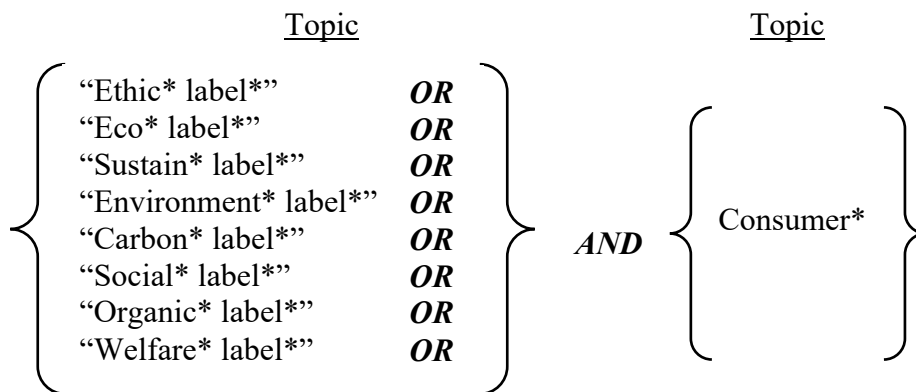 Topic Topic
“Ethic* label*” OR
“Eco* label*” OR
“Sustain* label*” OR
“Environment* label*” OR
“Carbon* label*” OR
“Social* label*” OR
“Organic* label*” OR
“Welfare* label*” OR
AND
Consumer*